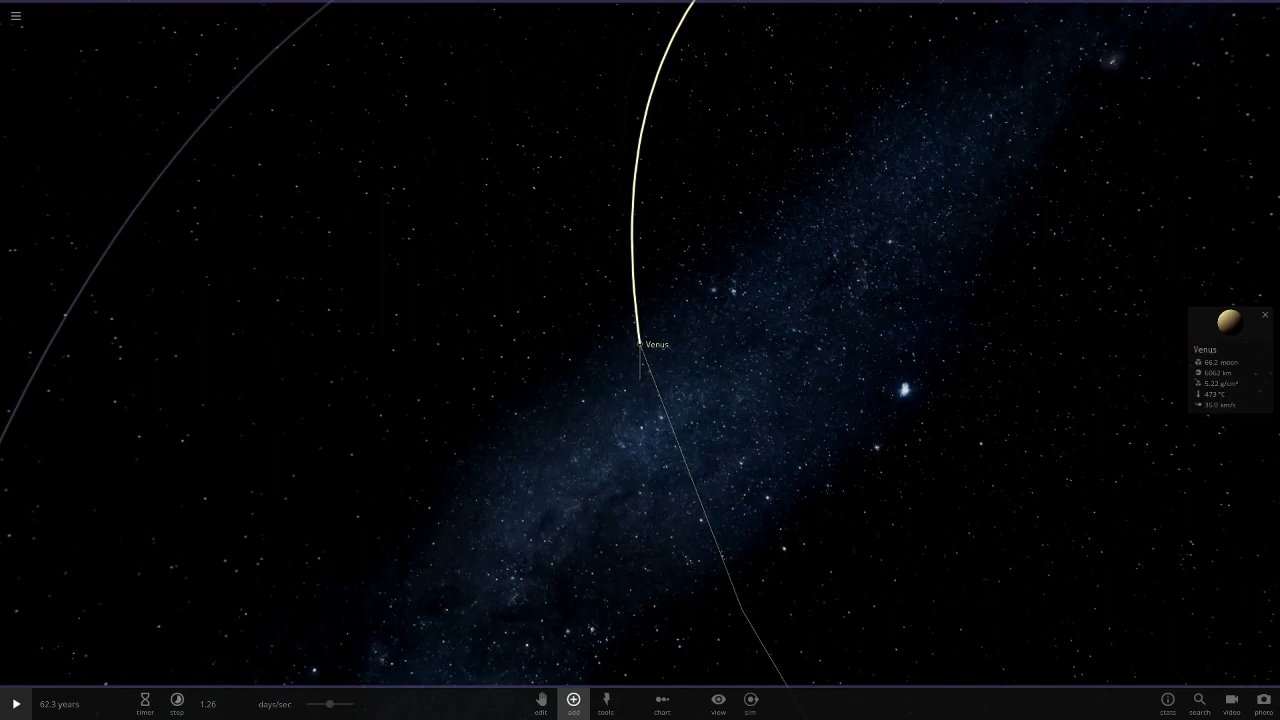 Venus
Venus
66.2 moon
6062 km
5.22 g/cm³
473 °C
35.0 km/s
62.3 years
timer
step
1.26
days/sec
edit
add
tools
chart
view
sim
stats
search
video
photo